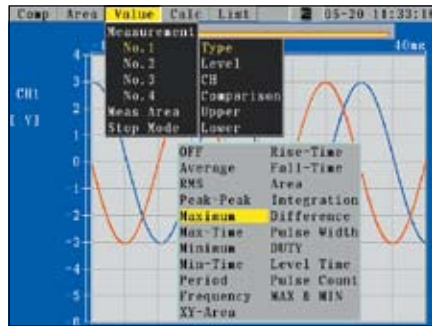 Comp Area Value Calc List 05-20 11:33:18
Measurement
No.1 Type
No.2 Level
No.3 CH
No.4 Comparison
Meas Area Upper
Stop Mode Lower
40ms
CH1
[ V]
4
3
2
1
0
-1
-2
-3
-4
-5
OFF Rise-Time
Average Fall-Time
RMS Area
Peak-Peak Integration
Maximum Difference
Max-Time Pulse Width
Minimum DUTY
Min-Time Level Time
Period Pulse Count
Frequency MAX & MIN
XY-Area